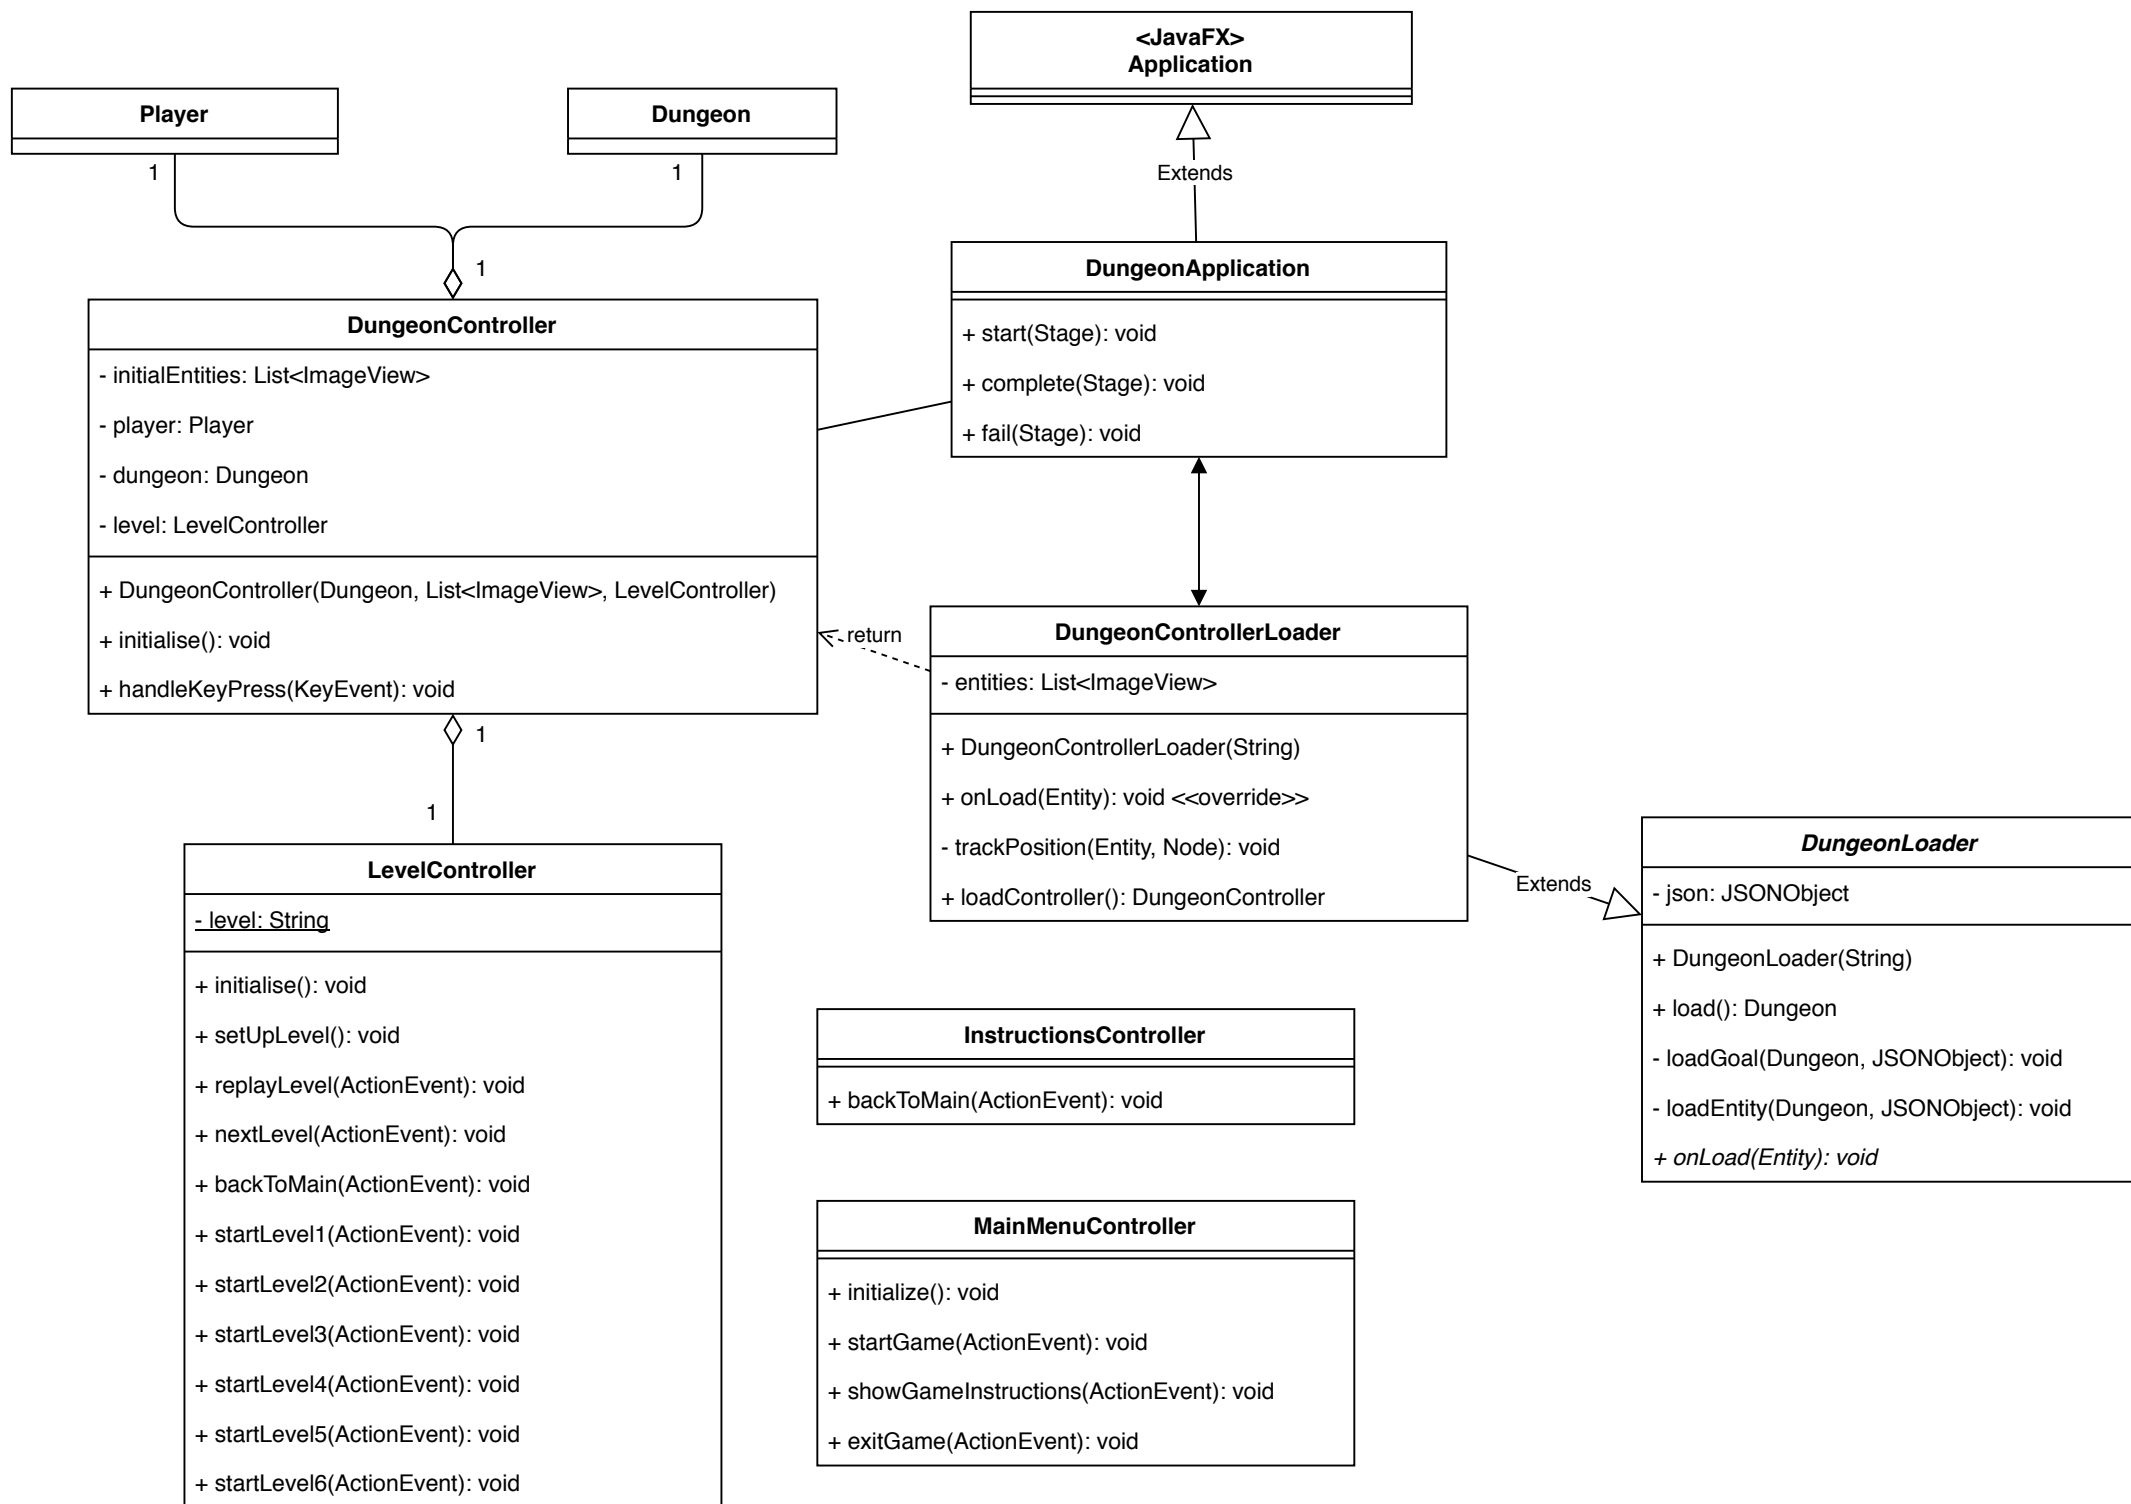 <JavaFX>
Application
Player
1
Dungeon
1
1
Extends
DungeonController
- initialEntities: List<ImageView>
- player: Player
- dungeon: Dungeon
- level: LevelController
+ DungeonController(Dungeon, List<ImageView>, LevelController)
+ initialise(): void
+ handleKeyPress(KeyEvent): void
DungeonApplication
+ start(Stage): void
+ complete(Stage): void
+ fail(Stage): void
return
DungeonControllerLoader
- entities: List<ImageView>
+ DungeonControllerLoader(String)
+ onLoad(Entity): void <<override>>
- trackPosition(Entity, Node): void
+ loadController(): DungeonController
Extends
DungeonLoader
- json: JSONObject
+ DungeonLoader(String)
+ load(): Dungeon
- loadGoal(Dungeon, JSONObject): void
- loadEntity(Dungeon, JSONObject): void
+ onLoad(Entity): void
1
1
LevelController
- level: String
+ initialise(): void
+ setUpLevel(): void
+ replayLevel(ActionEvent): void
+ nextLevel(ActionEvent): void
+ backToMain(ActionEvent): void
+ startLevel1(ActionEvent): void
+ startLevel2(ActionEvent): void
+ startLevel3(ActionEvent): void
+ startLevel4(ActionEvent): void
+ startLevel5(ActionEvent): void
+ startLevel6(ActionEvent): void
InstructionsController
+ backToMain(ActionEvent): void
MainMenuController
+ initialize(): void
+ startGame(ActionEvent): void
+ showGameInstructions(ActionEvent): void
+ exitGame(ActionEvent): void